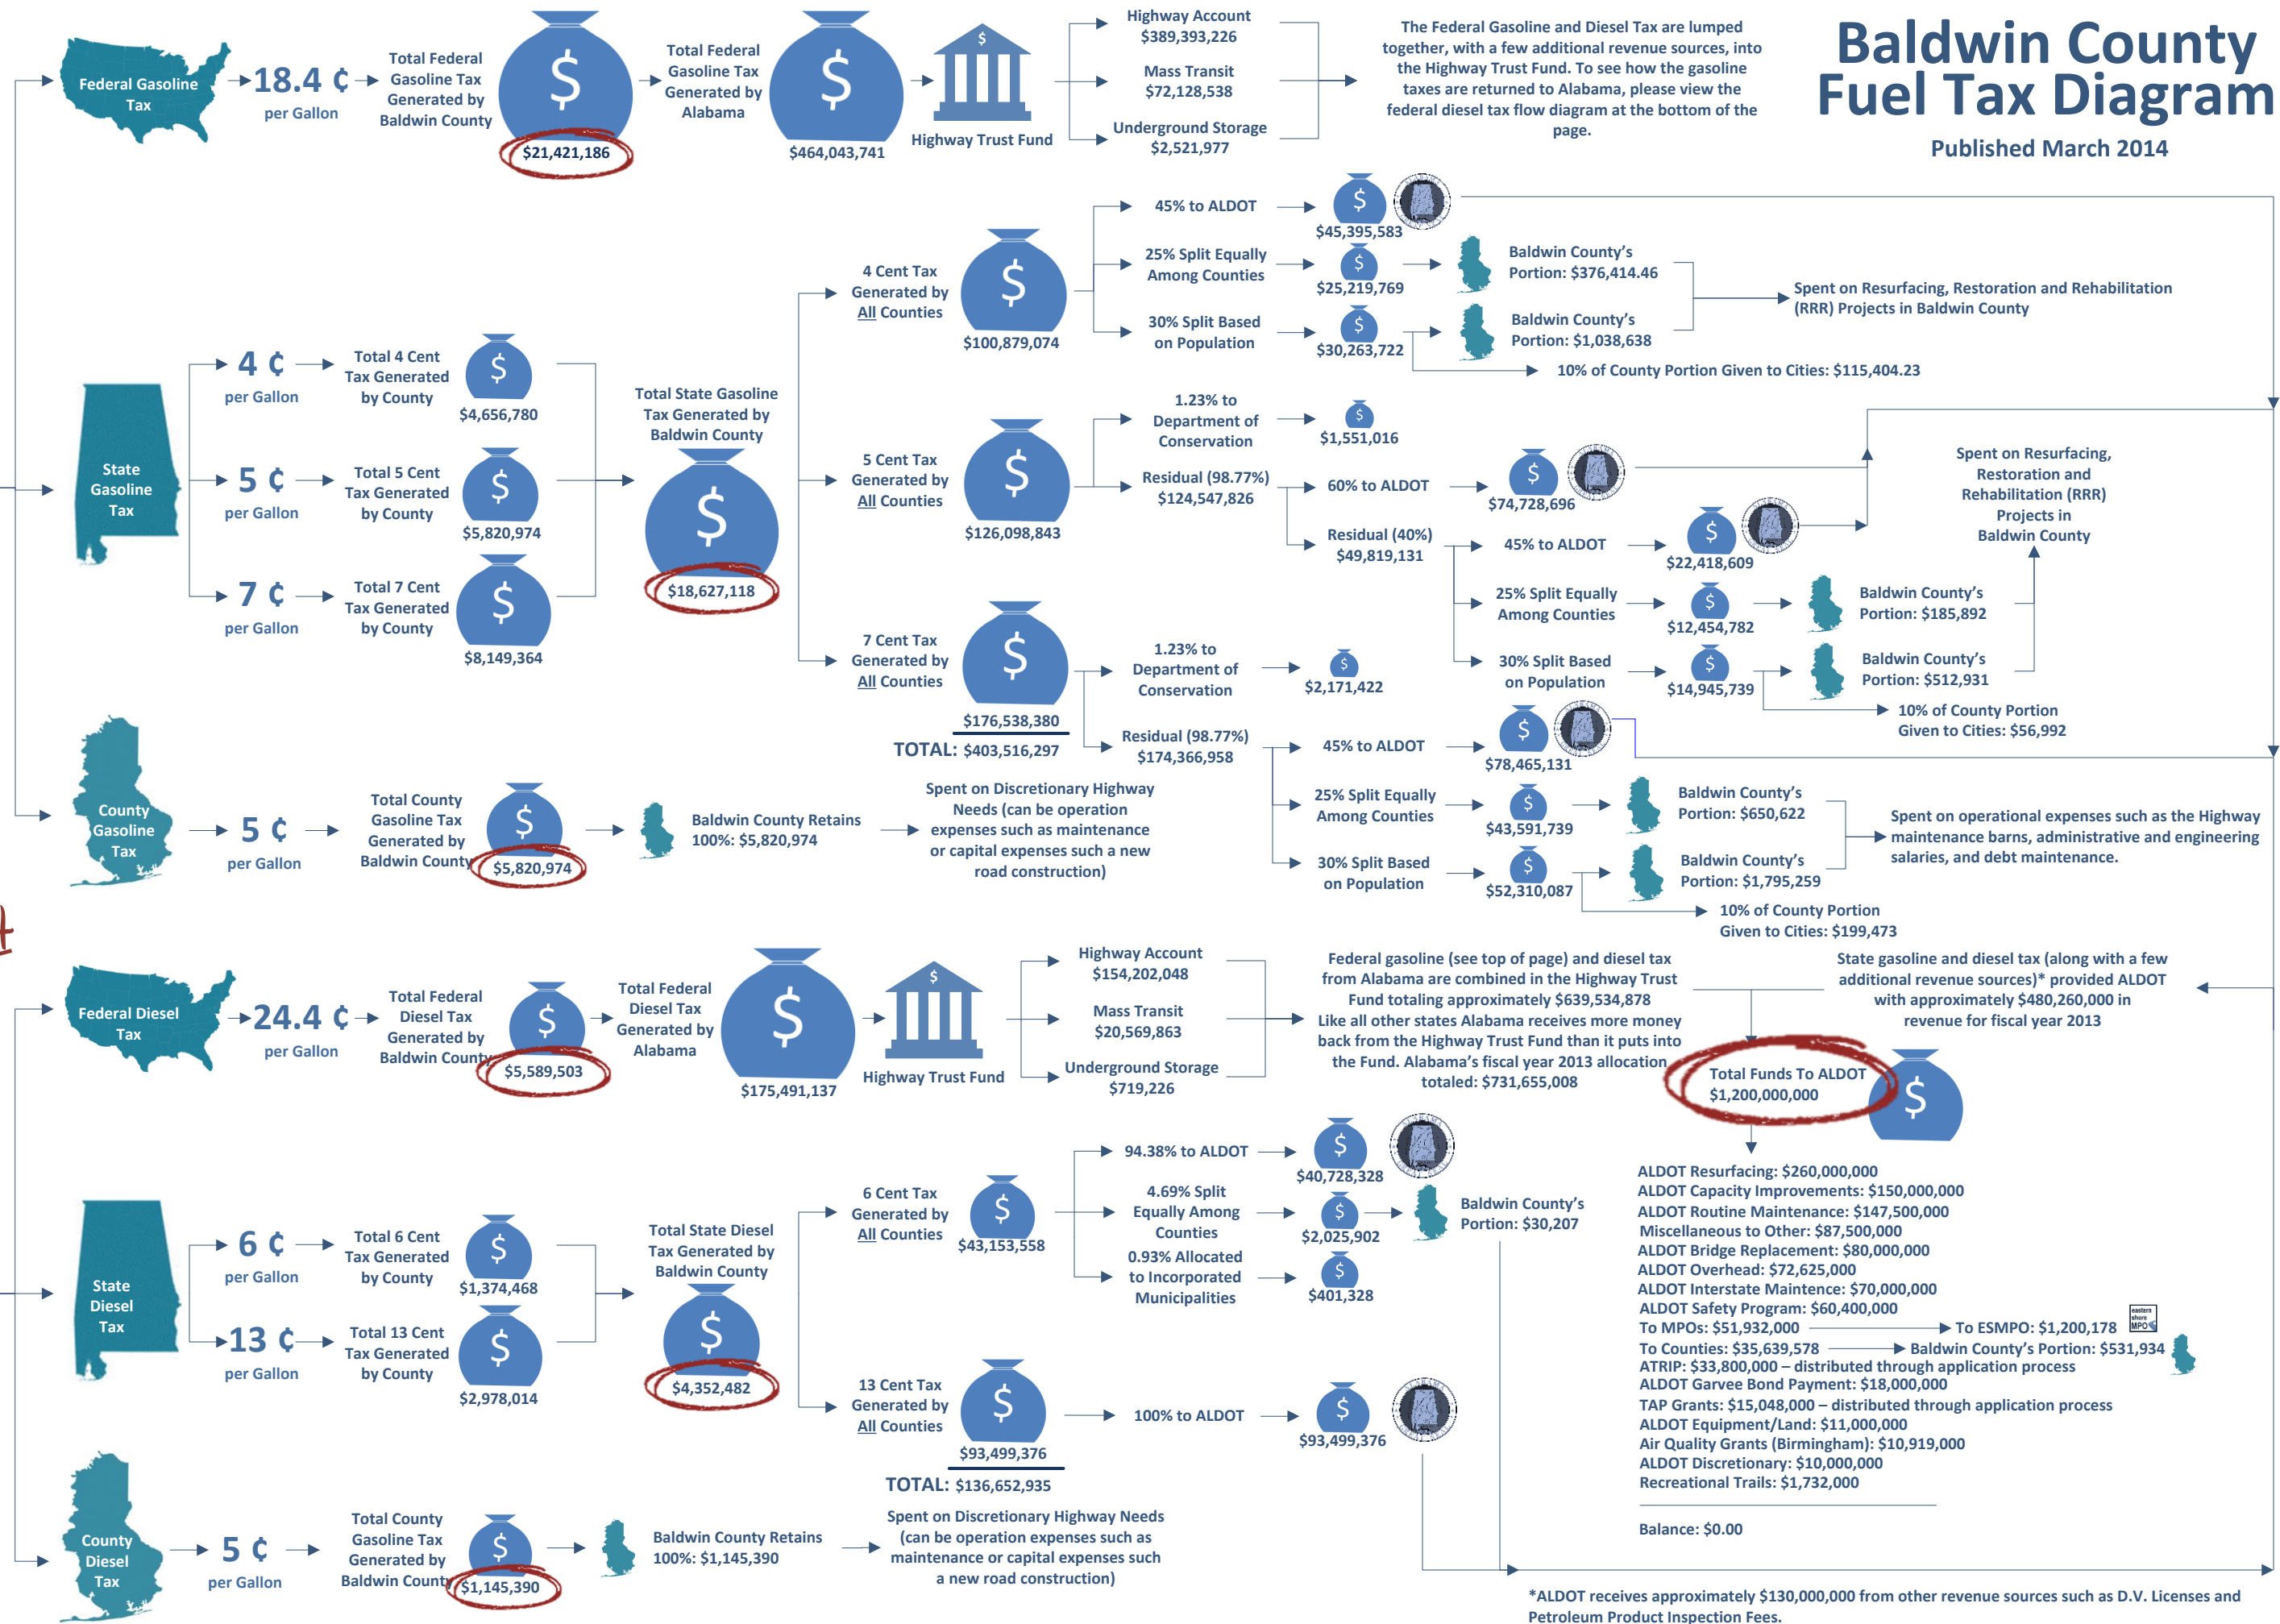 Baldwin County
Fuel Tax Diagram
Published March 2014
Federal Gasoline
Tax
18.4 ¢
per Gallon
Total Federal
Gasoline Tax
Generated by
Baldwin County
$
$21,421,186
Total Federal
Gasoline Tax
Generated by
Alabama
$
$464,043,741
$
Highway Trust Fund
Highway Account
$389,393,226
Mass Transit
$72,128,538
Underground Storage
$2,521,977
The Federal Gasoline and Diesel Tax are lumped
together, with a few additional revenue sources, into
the Highway Trust Fund. To see how the gasoline
taxes are returned to Alabama, please view the
federal diesel tax flow diagram at the bottom of the
page.
State
Gasoline
Tax
4 ¢
per Gallon
Total 4 Cent
Tax Generated
by County
$
$4,656,780
5 ¢
per Gallon
Total 5 Cent
Tax Generated
by County
$
$5,820,974
7 ¢
per Gallon
Total 7 Cent
Tax Generated
by County
$
$8,149,364
Total State Gasoline
Tax Generated by
Baldwin County
$
$18,627,118
4 Cent Tax
Generated by
All Counties
$
$100,879,074
45% to ALDOT
$
$45,395,583
25% Split Equally
Among Counties
$
$25,219,769
Baldwin County's
Portion: $376,414.46
30% Split Based
on Population
$
$30,263,722
Baldwin County's
Portion: $1,038,638
10% of County Portion Given to Cities: $115,404.23
Spent on Resurfacing, Restoration and Rehabilitation
(RRR) Projects in Baldwin County
5 Cent Tax
Generated by
All Counties
$
$126,098,843
1.23% to
Department of
Conservation
$
$1,551,016
Residual (98.77%)
$124,547,826
60% to ALDOT
$
$74,728,696
Residual (40%)
$49,819,131
45% to ALDOT
$
$22,418,609
25% Split Equally
Among Counties
$
$12,454,782
Baldwin County's
Portion: $185,892
30% Split Based
on Population
$
$14,945,739
Baldwin County's
Portion: $512,931
10% of County Portion
Given to Cities: $56,992
Spent on Resurfacing,
Restoration and
Rehabilitation (RRR)
Projects in
Baldwin County
7 Cent Tax
Generated by
All Counties
$
$176,538,380
TOTAL: $403,516,297
1.23% to
Department of
Conservation
$
$2,171,422
Residual (98.77%)
$174,366,958
45% to ALDOT
$
$78,465,131
25% Split Equally
Among Counties
$
$43,591,739
Baldwin County's
Portion: $650,622
30% Split Based
on Population
$
$52,310,087
Baldwin County's
Portion: $1,795,259
10% of County Portion
Given to Cities: $199,473
Spent on operational expenses such as the Highway
maintenance barns, administrative and engineering
salaries, and debt maintenance.
County
Gasoline
Tax
5 ¢
per Gallon
Total County
Gasoline Tax
Generated by
Baldwin County
$
$5,820,974
Baldwin County Retains
100%: $5,820,974
Spent on Discretionary Highway
Needs (can be operation
expenses such as maintenance
or capital expenses such a new
road construction)
Federal Diesel
Tax
24.4 ¢
per Gallon
Total Federal
Diesel Tax
Generated by
Baldwin County
$
$5,589,503
Total Federal
Diesel Tax
Generated by
Alabama
$
$175,491,137
$
Highway Trust Fund
Highway Account
$154,202,048
Mass Transit
$20,569,863
Underground Storage
$719,226
Federal gasoline (see top of page) and diesel tax
from Alabama are combined in the Highway Trust
Fund totaling approximately $639,534,878
Like all other states Alabama receives more money
back from the Highway Trust Fund than it puts into
the Fund. Alabama's fiscal year 2013 allocation
totaled: $731,655,008
State gasoline and diesel tax (along with a few
additional revenue sources)* provided ALDOT
with approximately $480,260,000 in
revenue for fiscal year 2013
Total Funds To ALDOT
$1,200,000,000
$
ALDOT Resurfacing: $260,000,000
ALDOT Capacity Improvements: $150,000,000
ALDOT Routine Maintenance: $147,500,000
Miscellaneous to Other: $87,500,000
ALDOT Bridge Replacement: $80,000,000
ALDOT Overhead: $72,625,000
ALDOT Interstate Maintence: $70,000,000
ALDOT Safety Program: $60,400,000
To MPOs: $51,932,000 To ESMPO: $1,200,178
eastern
shore
MPO
To Counties: $35,639,578 Baldwin County's Portion: $531,934
ATRIP: $33,800,000 – distributed through application process
ALDOT Garvee Bond Payment: $18,000,000
TAP Grants: $15,048,000 – distributed through application process
ALDOT Equipment/Land: $11,000,000
Air Quality Grants (Birmingham): $10,919,000
ALDOT Discretionary: $10,000,000
Recreational Trails: $1,732,000
Balance: $0.00
State
Diesel
Tax
6 ¢
per Gallon
Total 6 Cent
Tax Generated
by County
$
$1,374,468
13 ¢
per Gallon
Total 13 Cent
Tax Generated
by County
$
$2,978,014
Total State Diesel
Tax Generated by
Baldwin County
$
$4,352,482
6 Cent Tax
Generated by
All Counties
$
$43,153,558
94.38% to ALDOT
$
$40,728,328
4.69% Split
Equally Among
Counties
$
$2,025,902
Baldwin County's
Portion: $30,207
0.93% Allocated
to Incorporated
Municipalities
$
$401,328
13 Cent Tax
Generated by
All Counties
$
$93,499,376
TOTAL: $136,652,935
100% to ALDOT
$
$93,499,376
County
Diesel
Tax
5 ¢
per Gallon
Total County
Gasoline Tax
Generated by
Baldwin County
$
$1,145,390
Baldwin County Retains
100%: $1,145,390
Spent on Discretionary Highway Needs
(can be operation expenses such as
maintenance or capital expenses such
a new road construction)
*ALDOT receives approximately $130,000,000 from other revenue sources such as D.V. Licenses and
Petroleum Product Inspection Fees.